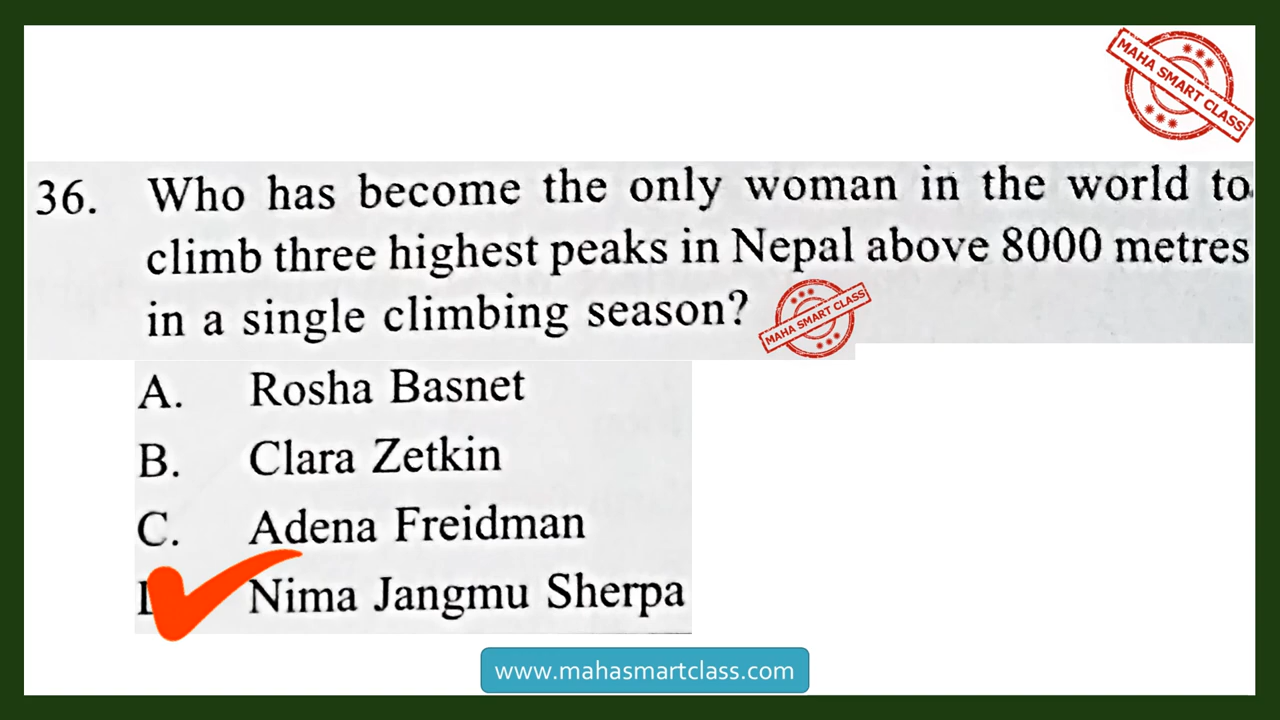 MAHA SMART CLASS
36. Who has become the only woman in the world to
climb three highest peaks in Nepal above 8000 metres
in a single climbing season?
MAHA SMART CLASS
A. Rosha Basnet
B. Clara Zetkin
C. Adena Freidman
Nima Jangmu Sherpa
www.mahasmartclass.com